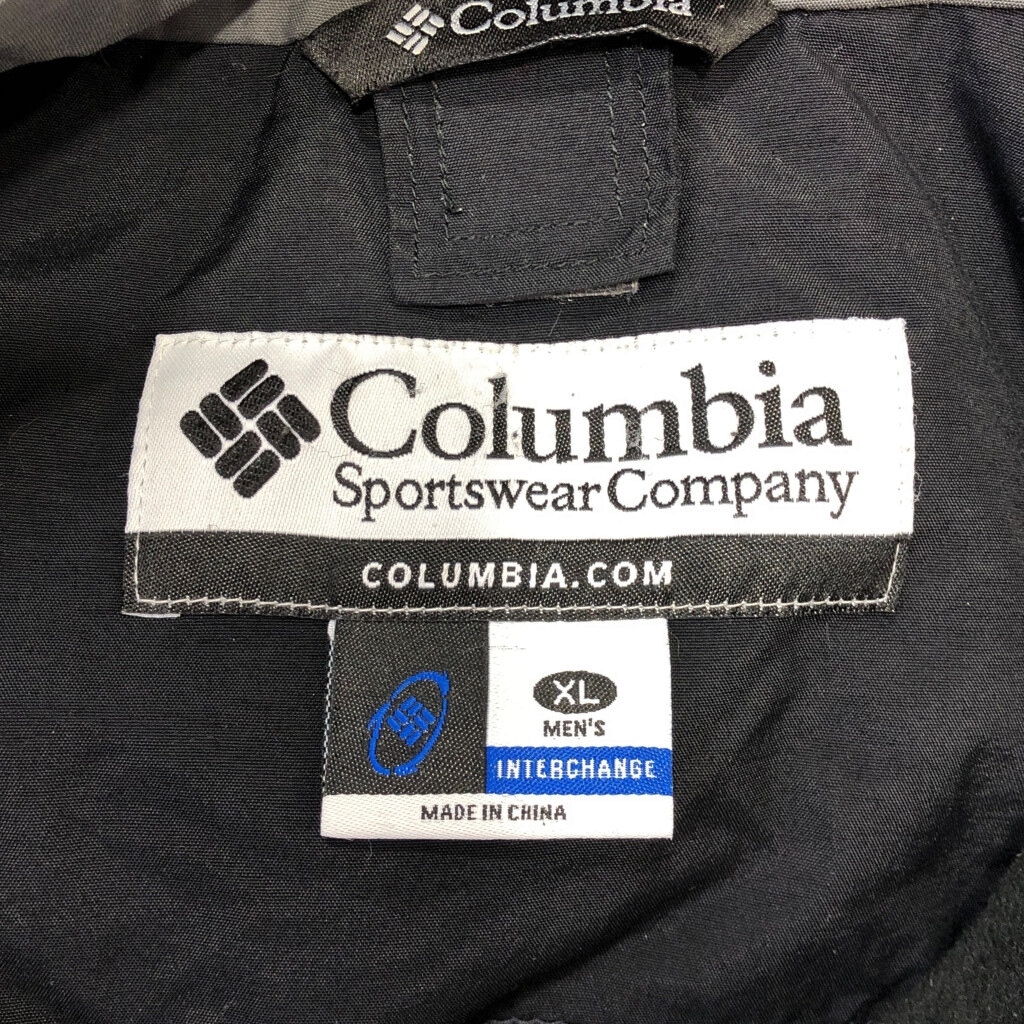 Columbia
Columbia
Sportswear Company
COLUMBIA.COM
XL
MEN'S
INTERCHANGE
MADE IN CHINA